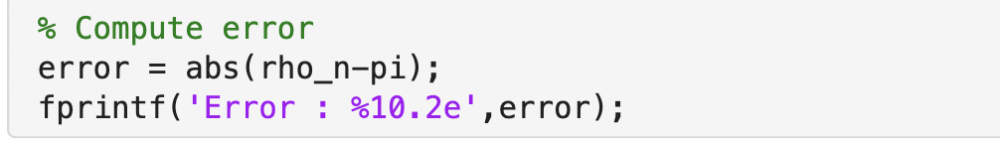 % Compute error
error = abs(rho_n-pi);
fprintf('Error : %10.2e',error);